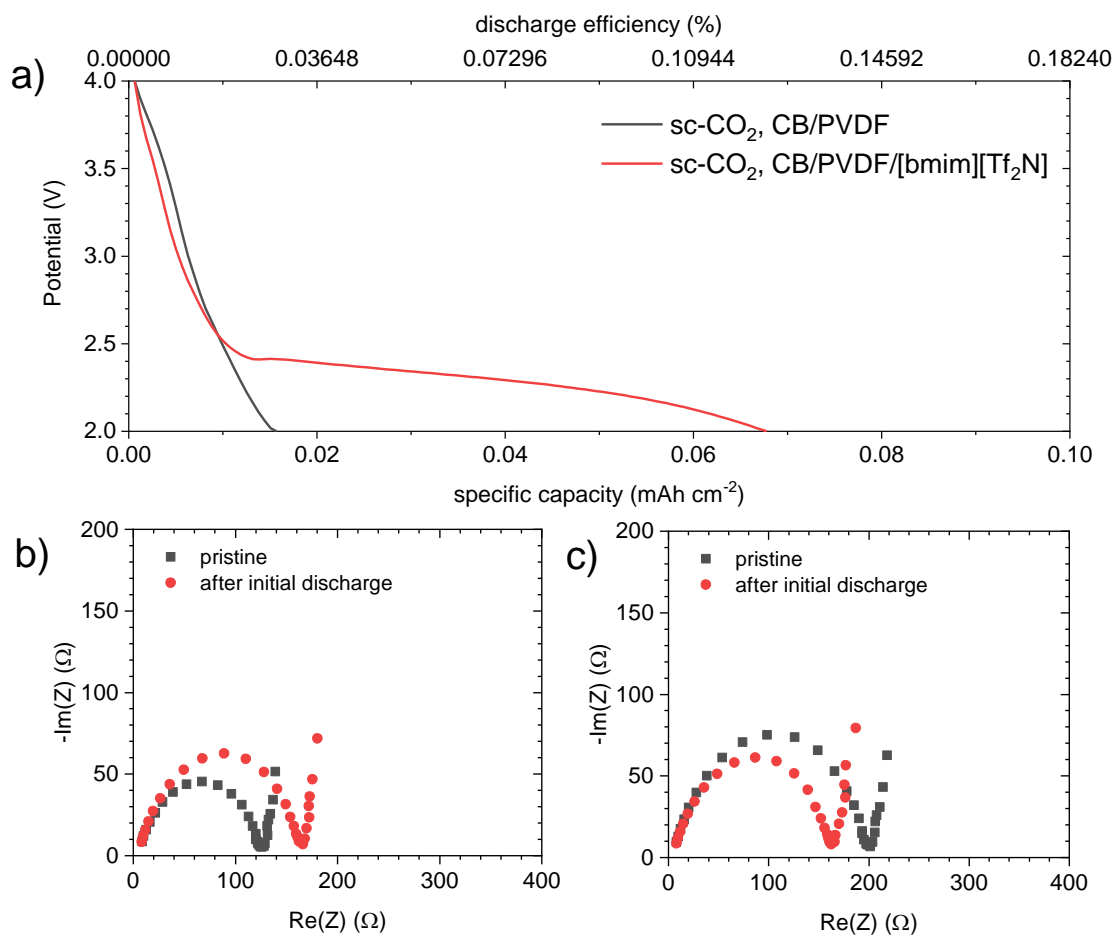 discharge efficiency (%)
0.00000 0.03648 0.07296 0.10944 0.14592 0.18240
a)
4.0
3.5
3.0
2.5
2.0
Potential (V)
sc-CO₂, CB/PVDF
sc-CO₂, CB/PVDF/[bmim][Tf₂N]
0.00 0.02 0.04 0.06 0.08 0.10
specific capacity (mAh cm⁻²)
b)
200
150
100
50
0
-Im(Z) (Ω)
pristine
after initial discharge
0 100 200 300 400
Re(Z) (Ω)
c)
200
150
100
50
0
-Im(Z) (Ω)
pristine
after initial discharge
0 100 200 300 400
Re(Z) (Ω)